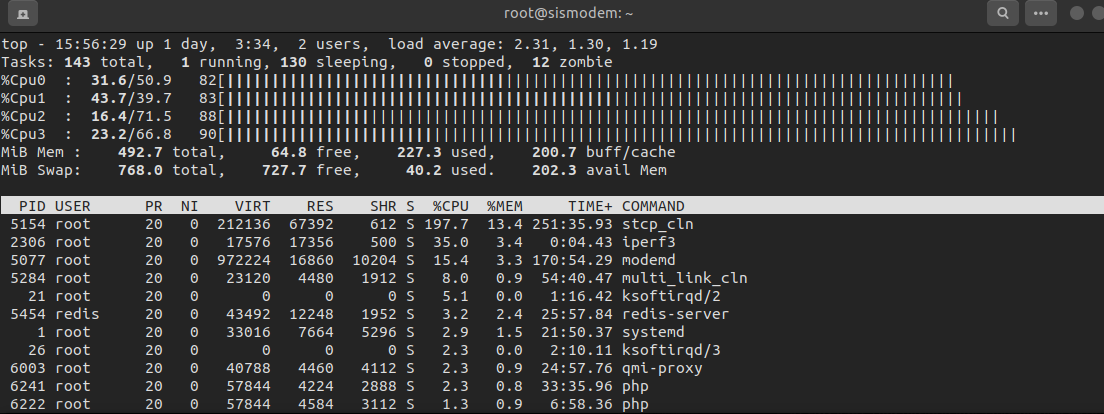 root@sismodem: ~
top - 15:56:29 up 1 day,  3:34,  2 users,  load average: 2.31, 1.30, 1.19
Tasks: 143 total,   1 running, 130 sleeping,   0 stopped,  12 zombie
%Cpu0  :  31.6/50.9   82[||||||||||||||||||||||||||||||||||||||||||||||||||||||||||||||||||||||||||||||||||
%Cpu1  :  43.7/39.7   83[|||||||||||||||||||||||||||||||||||||||||||||||||||||||||||||||||||||||||||||||||||
%Cpu2  :  16.4/71.5   88[||||||||||||||||||||||||||||||||||||||||||||||||||||||||||||||||||||||||||||||||||||||||
%Cpu3  :  23.2/66.8   90[||||||||||||||||||||||||||||||||||||||||||||||||||||||||||||||||||||||||||||||||||||||||||
MiB Mem :    492.7 total,     64.8 free,    227.3 used,    200.7 buff/cache
MiB Swap:    768.0 total,    727.7 free,     40.2 used.    202.3 avail Mem
PID USER      PR  NI    VIRT    RES    SHR S  %CPU  %MEM     TIME+ COMMAND
5154 root      20   0  212136  67392    612 S 197.7  13.4 251:35.93 stcp_cln
2306 root      20   0   17576  17356    500 S  35.0   3.4   0:04.43 iperf3
5077 root      20   0  972224  16860  10204 S  15.4   3.3 170:54.29 modemd
5284 root      20   0   23120   4480   1912 S   8.0   0.9  54:40.47 multi_link_cln
21 root      20   0       0      0      0 S   5.1   0.0   1:16.42 ksoftirqd/2
5454 redis     20   0   43492  12248   1952 S   3.2   2.4  25:57.84 redis-server
1 root      20   0   33016   7664   5296 S   2.9   1.5  21:50.37 systemd
26 root      20   0       0      0      0 S   2.3   0.0   2:10.11 ksoftirqd/3
6003 root      20   0   40788   4460   4112 S   2.3   0.9  24:57.76 qmi-proxy
6241 root      20   0   57844   4224   2888 S   2.3   0.8  33:35.96 php
6222 root      20   0   57844   4584   3112 S   1.3   0.9   6:58.36 php